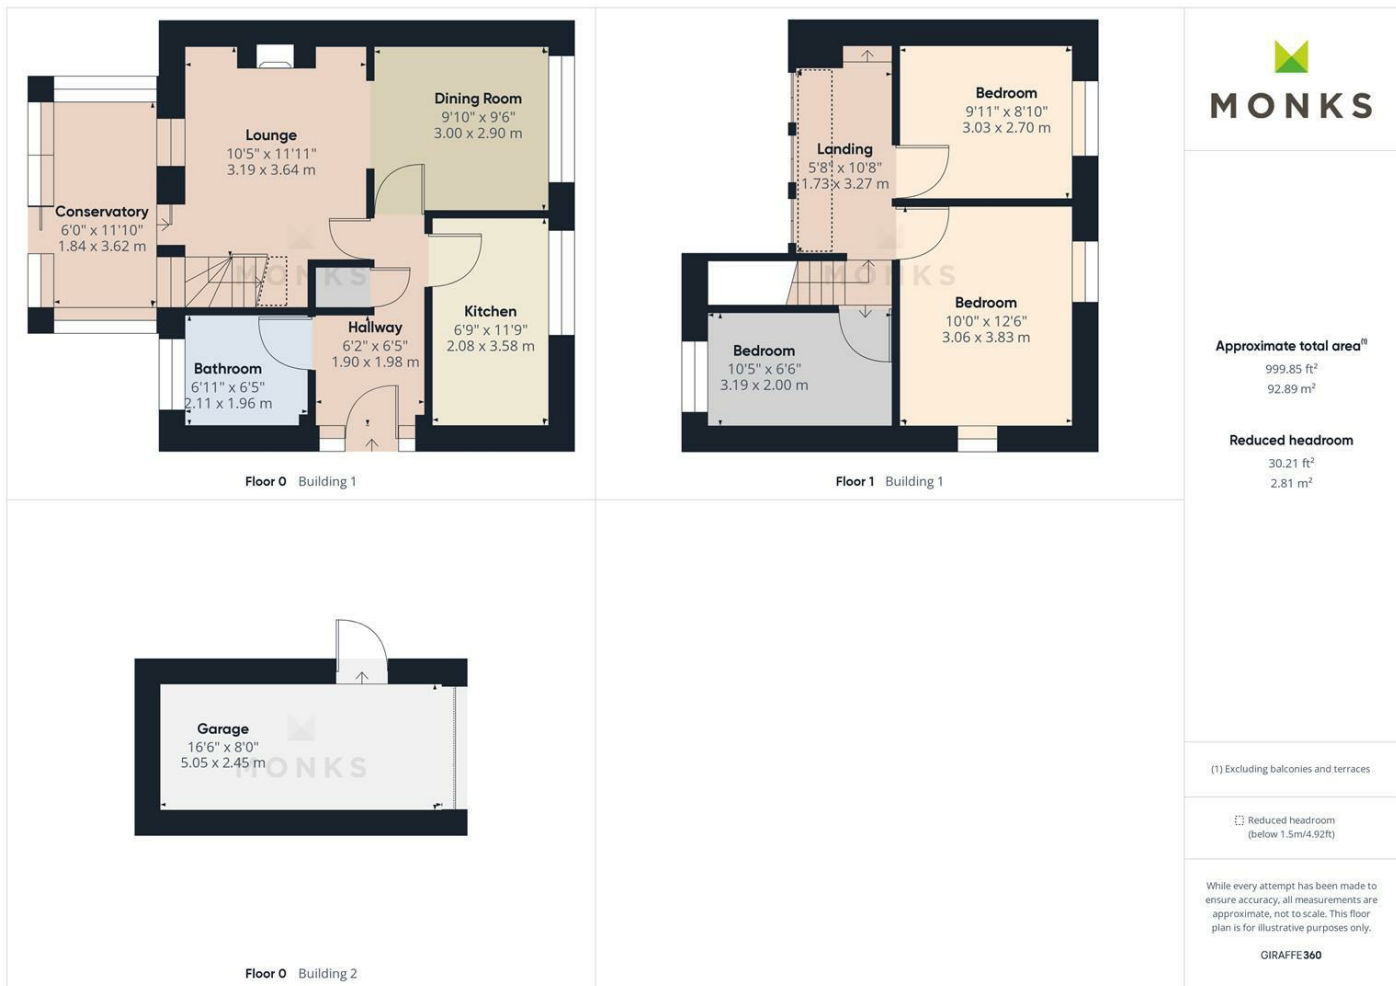 Dining Room
9'10" x 9'6"
3.00 x 2.90 m
Lounge
10'5" x 11'11"
3.19 x 3.64 m
Conservatory
6'0" x 11'10"
1.84 x 3.62 m
MONKS
Kitchen
6'9" x 11'9"
2.08 x 3.58 m
Hallway
6'2" x 6'5"
1.90 x 1.98 m
Bathroom
6'11" x 6'5"
2.11 x 1.96 m
Floor 0 Building 1
Bedroom
9'11" x 8'10"
3.03 x 2.70 m
Landing
5'8" x 10'8"
1.73 x 3.27 m
MONKS
Bedroom
10'0" x 12'6"
3.06 x 3.83 m
Bedroom
10'5" x 6'6"
3.19 x 2.00 m
Floor 1 Building 1
Garage
16'6" x 8'0"
5.05 x 2.45 m
MONKS
Floor 0 Building 2
MONKS
Approximate total area(1)
999.85 ft²
92.89 m²
Reduced headroom
30.21 ft²
2.81 m²
(1) Excluding balconies and terraces
Reduced headroom
(below 1.5m/4.92ft)
While every attempt has been made to
ensure accuracy, all measurements are
approximate, not to scale. This floor
plan is for illustrative purposes only.
GIRAFFE360